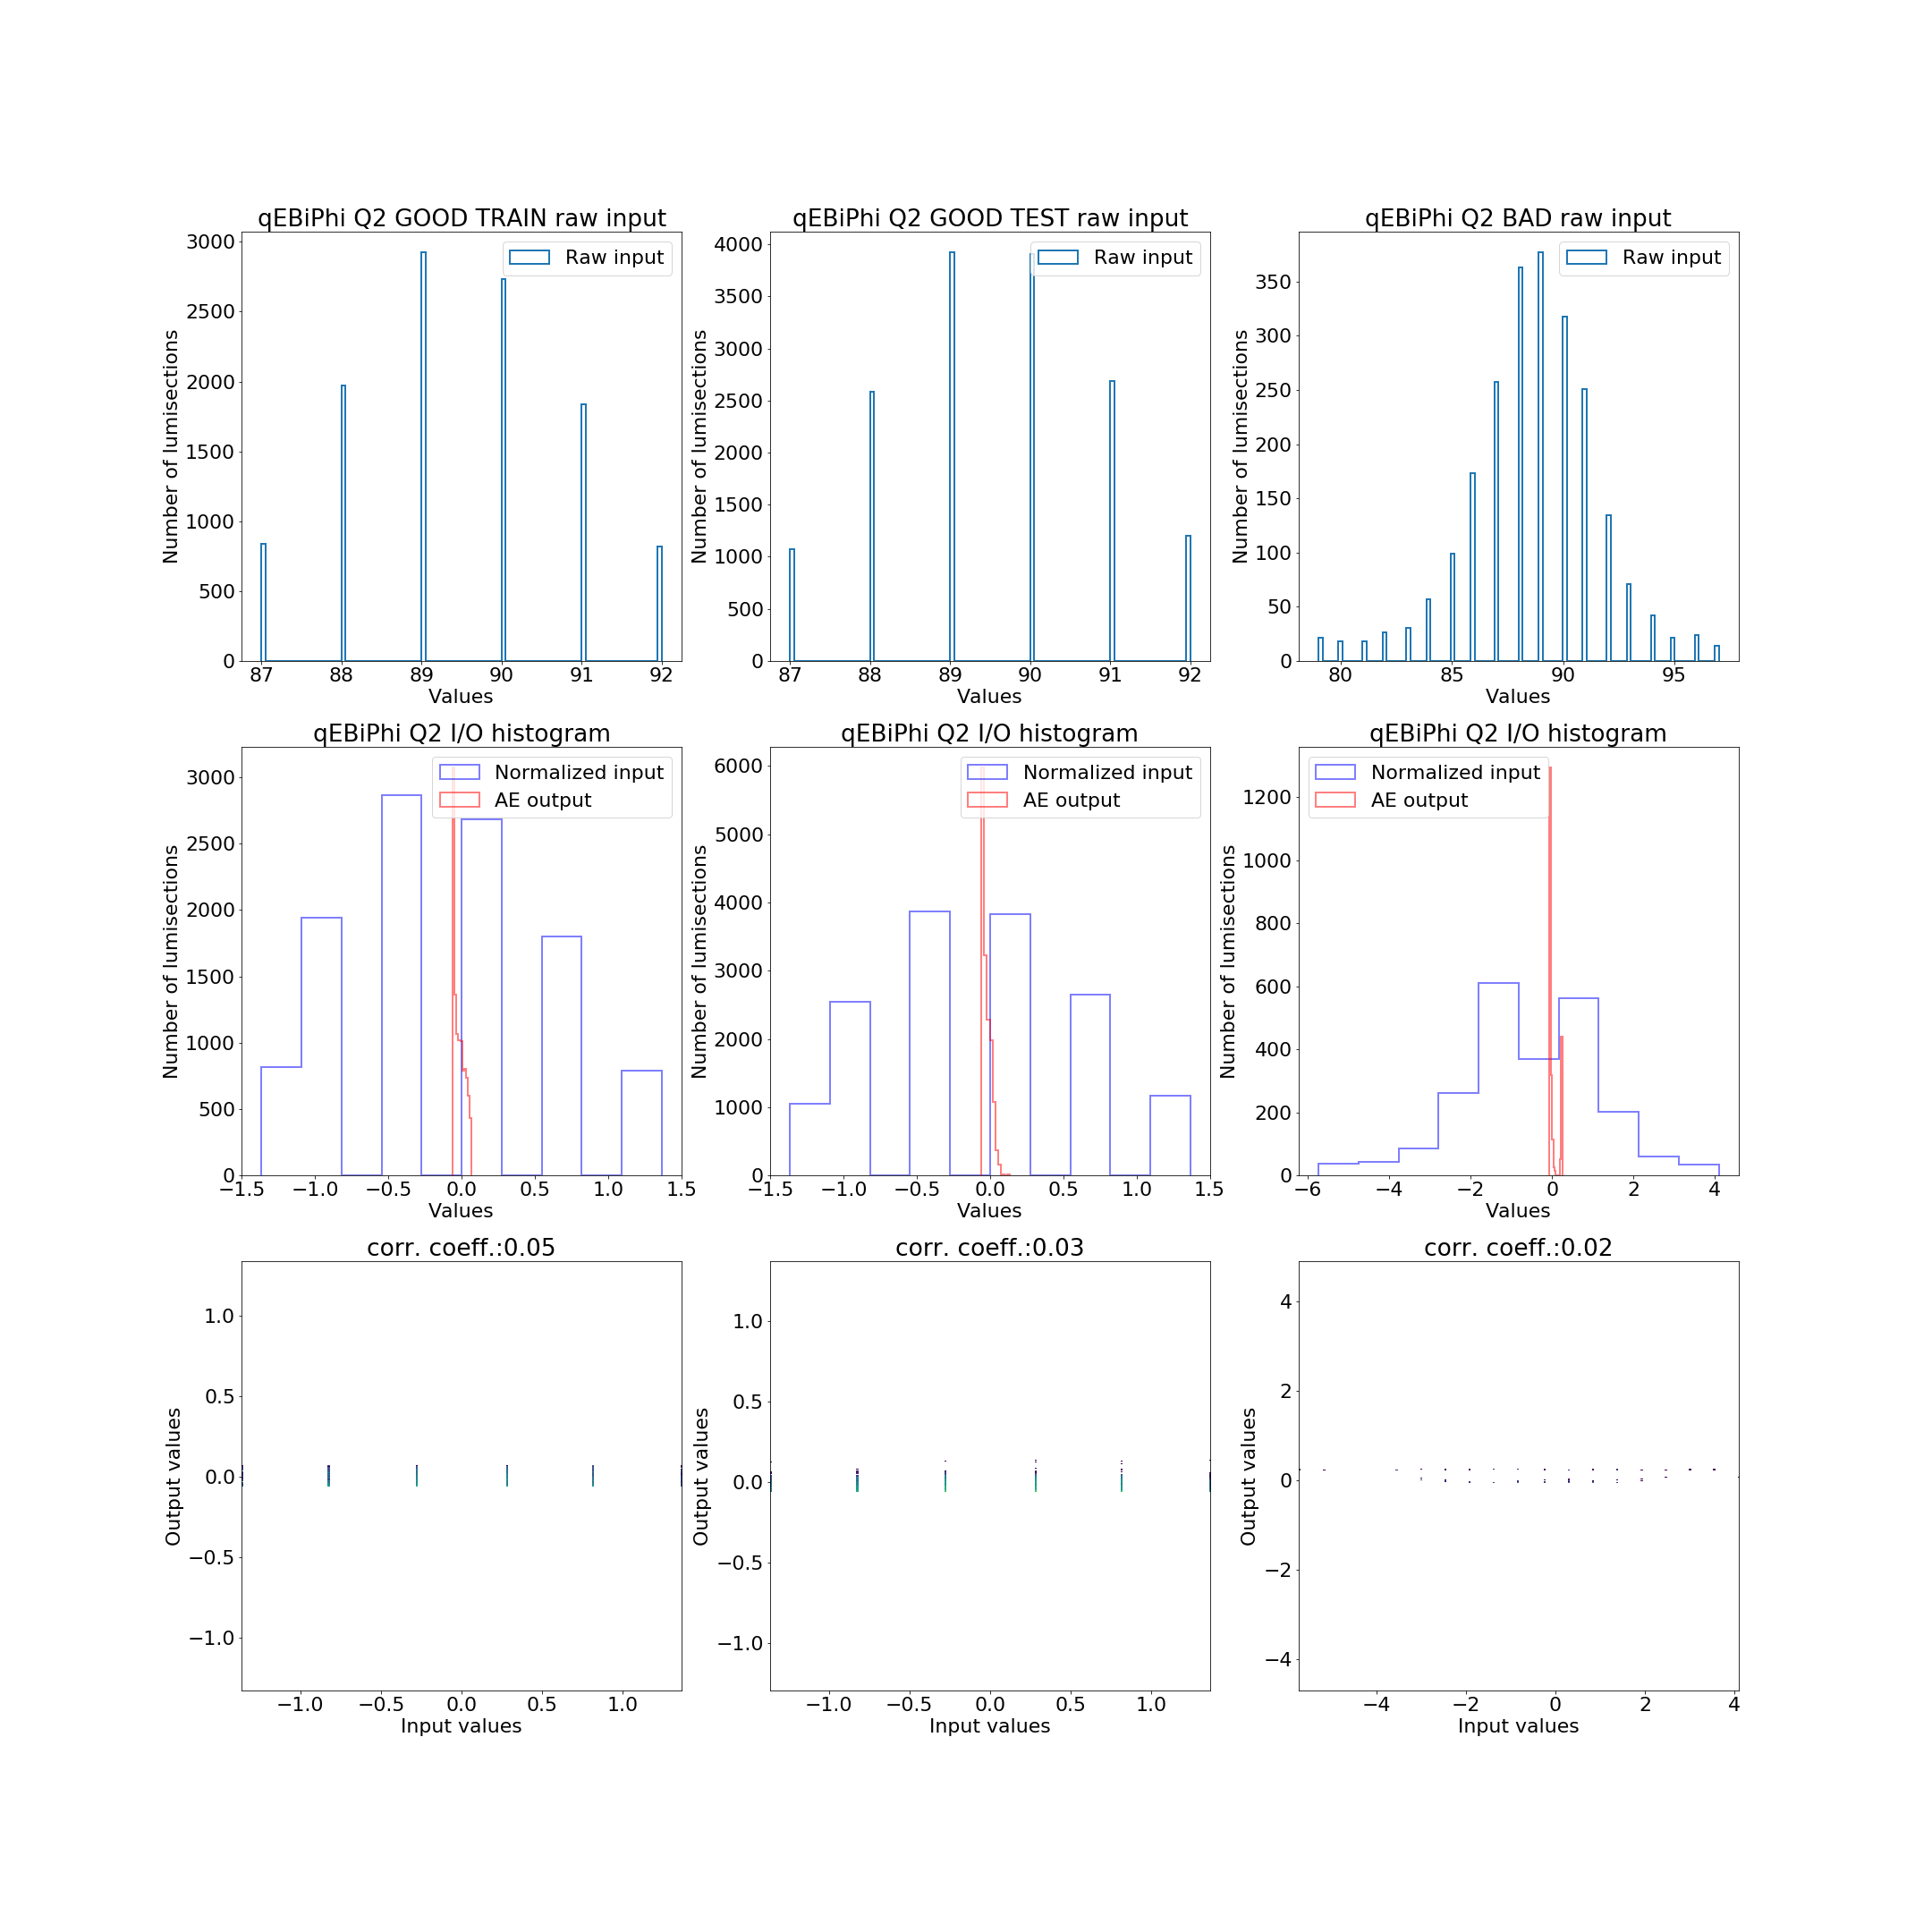 qEBiPhi Q2 GOOD TRAIN raw input
Raw input
Number of lumisections
3000
2500
2000
1500
1000
500
0
87 88 89 90 91 92
Values
qEBiPhi Q2 GOOD TEST raw input
Raw input
Number of lumisections
4000
3500
3000
2500
2000
1500
1000
500
0
87 88 89 90 91 92
Values
qEBiPhi Q2 BAD raw input
Raw input
Number of lumisections
350
300
250
200
150
100
50
0
80 85 90 95
Values
qEBiPhi Q2 I/O histogram
Normalized input
AE output
Number of lumisections
3000
2500
2000
1500
1000
500
0
−1.5 −1.0 −0.5 0.0 0.5 1.0 1.5
Values
qEBiPhi Q2 I/O histogram
Normalized input
AE output
Number of lumisections
6000
5000
4000
3000
2000
1000
0
−1.5 −1.0 −0.5 0.0 0.5 1.0 1.5
Values
qEBiPhi Q2 I/O histogram
Normalized input
AE output
Number of lumisections
1200
1000
800
600
400
200
0
−6 −4 −2 0 2 4
Values
corr. coeff.:0.05
Output values
1.0
0.5
0.0
−0.5
−1.0
−1.0 −0.5 0.0 0.5 1.0
Input values
corr. coeff.:0.03
Output values
1.0
0.5
0.0
−0.5
−1.0
−1.0 −0.5 0.0 0.5 1.0
Input values
corr. coeff.:0.02
Output values
4
2
0
−2
−4
−4 −2 0 2 4
Input values